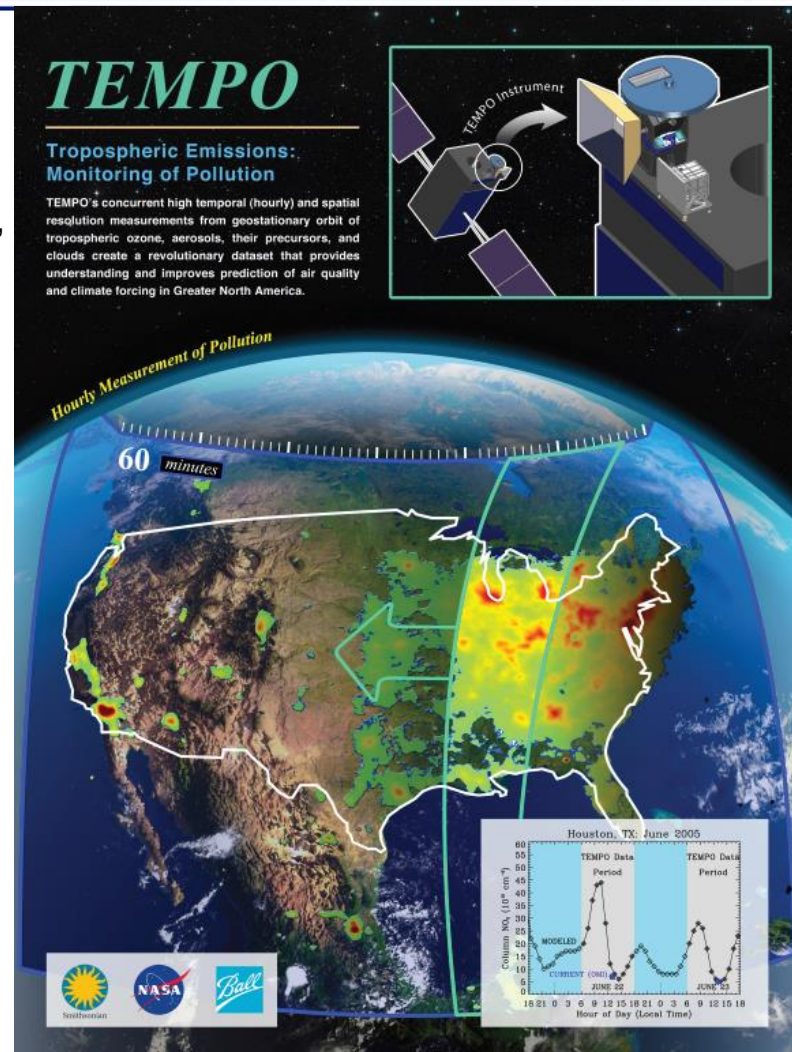 TEMPO
Tropospheric Emissions:
Monitoring of Pollution
TEMPO's concurrent high temporal (hourly) and spatial
resolution measurements from geostationary orbit of
tropospheric ozone, aerosols, their precursors, and
clouds create a revolutionary dataset that provides
understanding and improves prediction of air quality
and climate forcing in Greater North America.
,
TEMPO Instrument
Hourly Measurement of Pollution
60 minutes
Houston, TX: June 2005
TEMPO Data TEMPO Data
Period Period
MODELED
CURRENT (OMI)
JUNE 22 JUNE 23
60
55
50
45
40
35
30
25
20
15
10
5
0
18 21 0 3 6 9 12 15 18 21 0 3 6 9 12 15 18
Hour of Day (Local Time)
Smithsonian
NASA
Ball